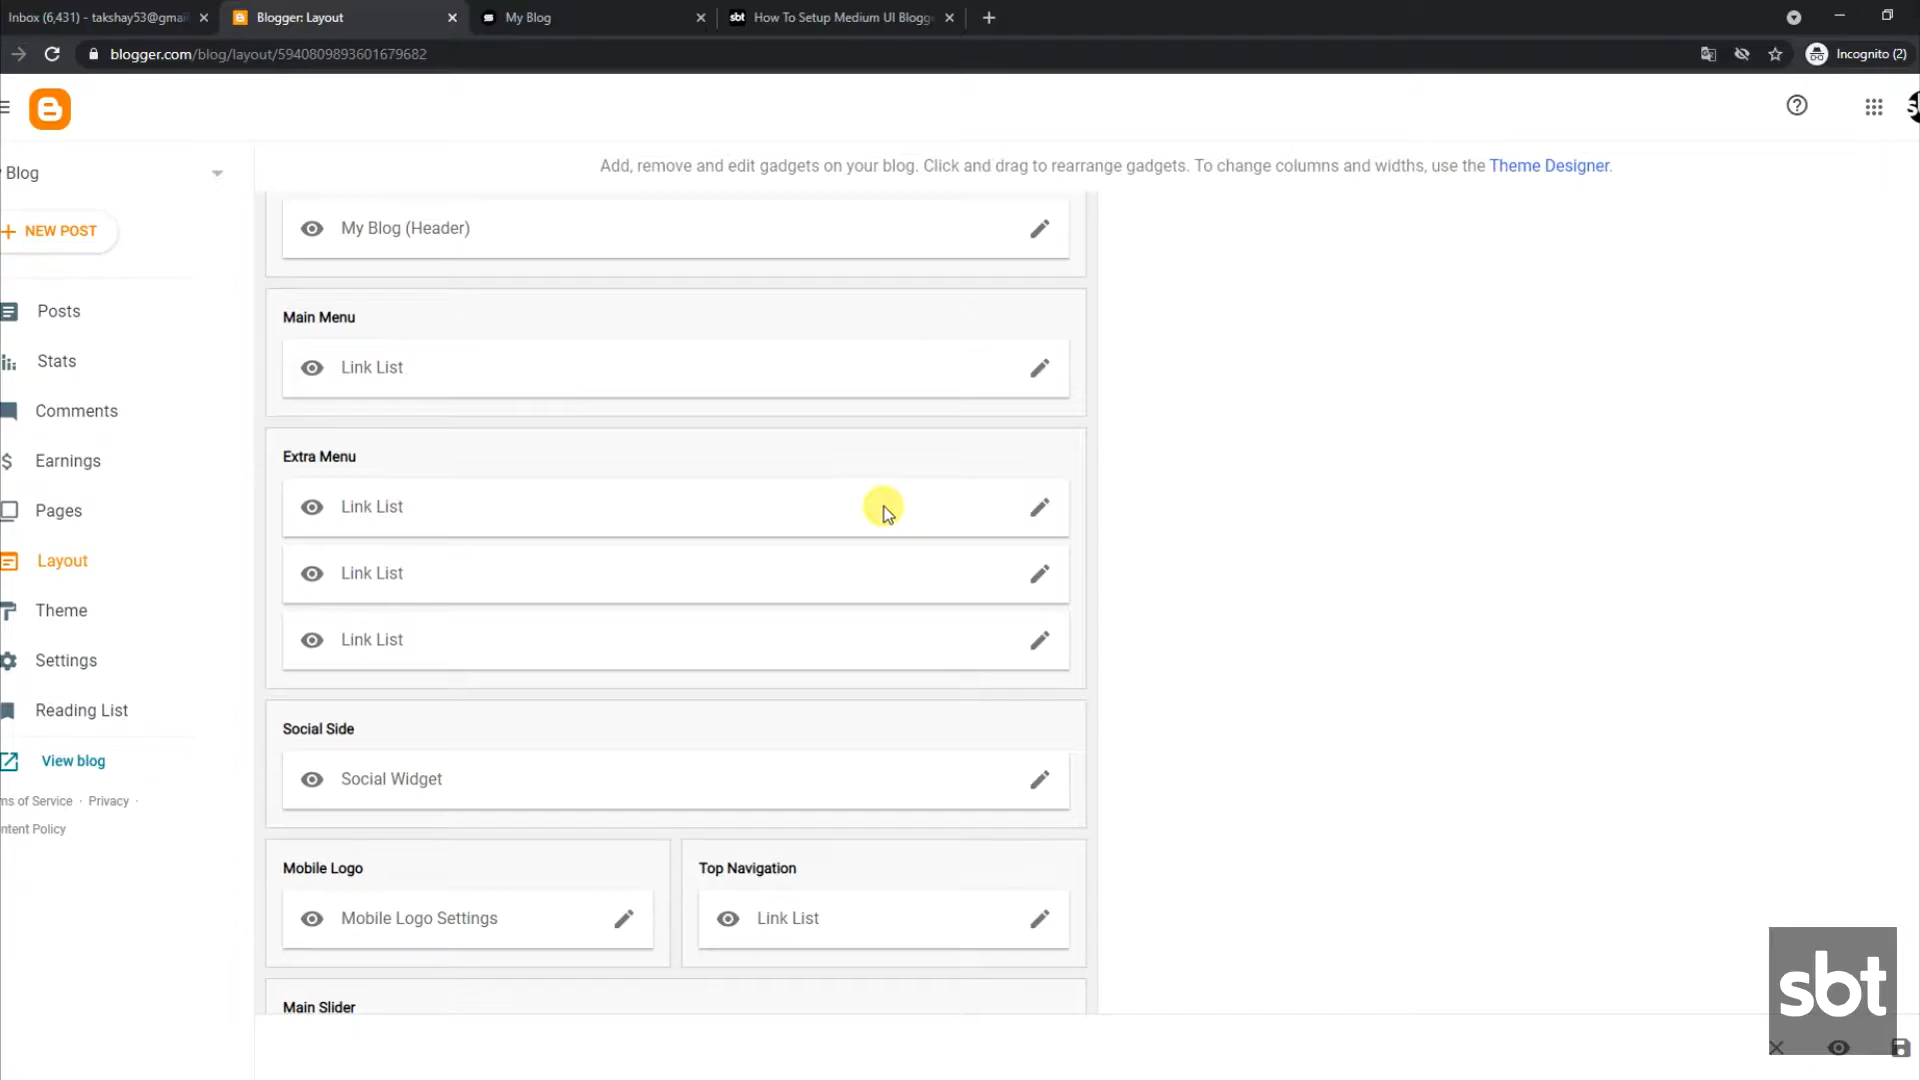 Inbox (6,431) - takshay53@gmai
Blogger: Layout
My Blog
How To Setup Medium UI Blogg
blogger.com/blog/layout/5940809893601679682
Incognito (2)
Blog
NEW POST
Posts
Stats
Comments
Earnings
Pages
Layout
Theme
Settings
Reading List
View blog
ms of Service · Privacy ·
ntent Policy
Add, remove and edit gadgets on your blog. Click and drag to rearrange gadgets. To change columns and widths, use the Theme Designer.
My Blog (Header)
Main Menu
Link List
Extra Menu
Link List
Link List
Link List
Social Side
Social Widget
Mobile Logo
Mobile Logo Settings
Top Navigation
Link List
Main Slider
sbt